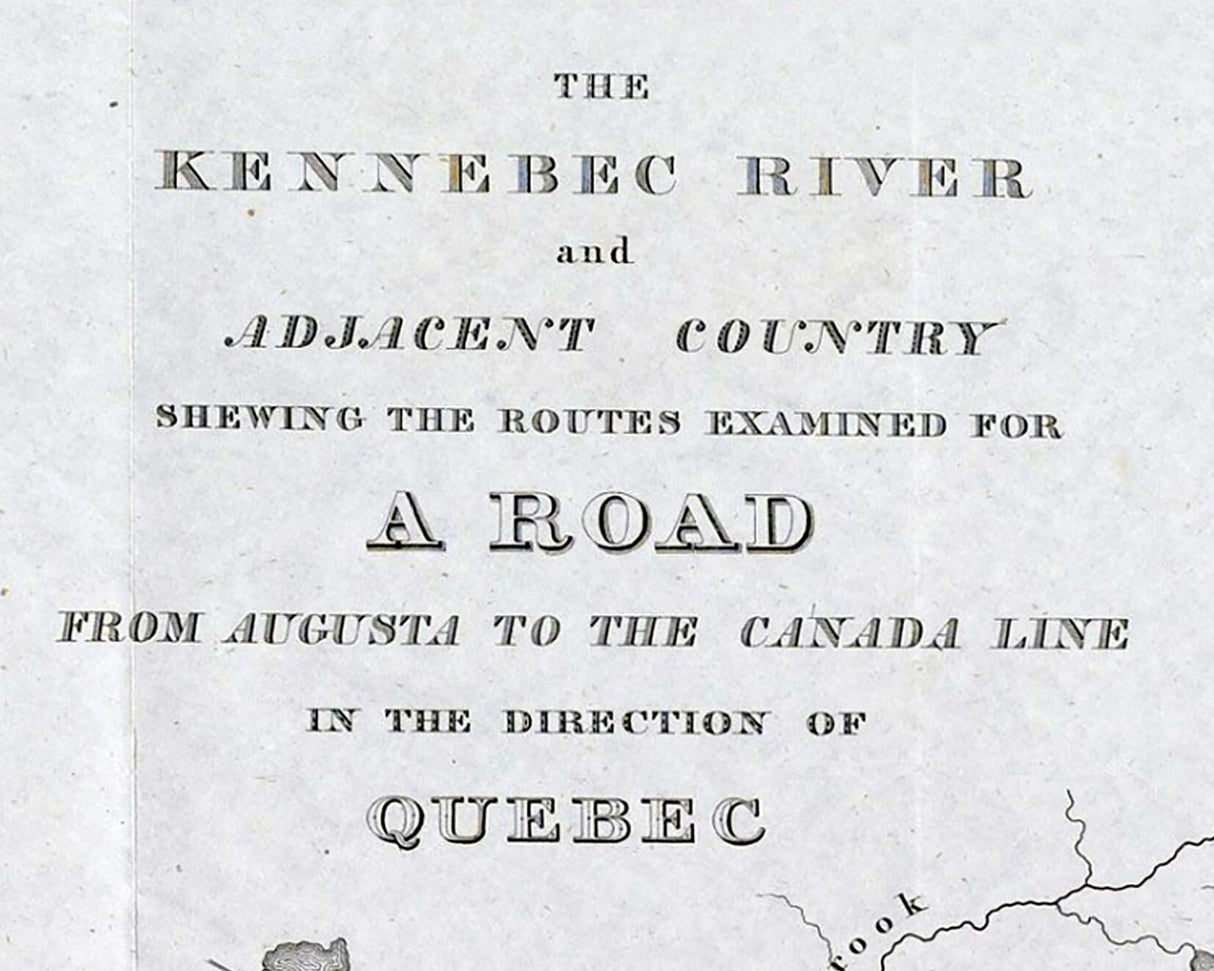 THE
KENNEBEC RIVER
and
ADJACENT COUNTRY
SHEWING THE ROUTES EXAMINED FOR
A ROAD
FROM AUGUSTA TO THE CANADA LINE
IN THE DIRECTION OF
QUEBEC
rook